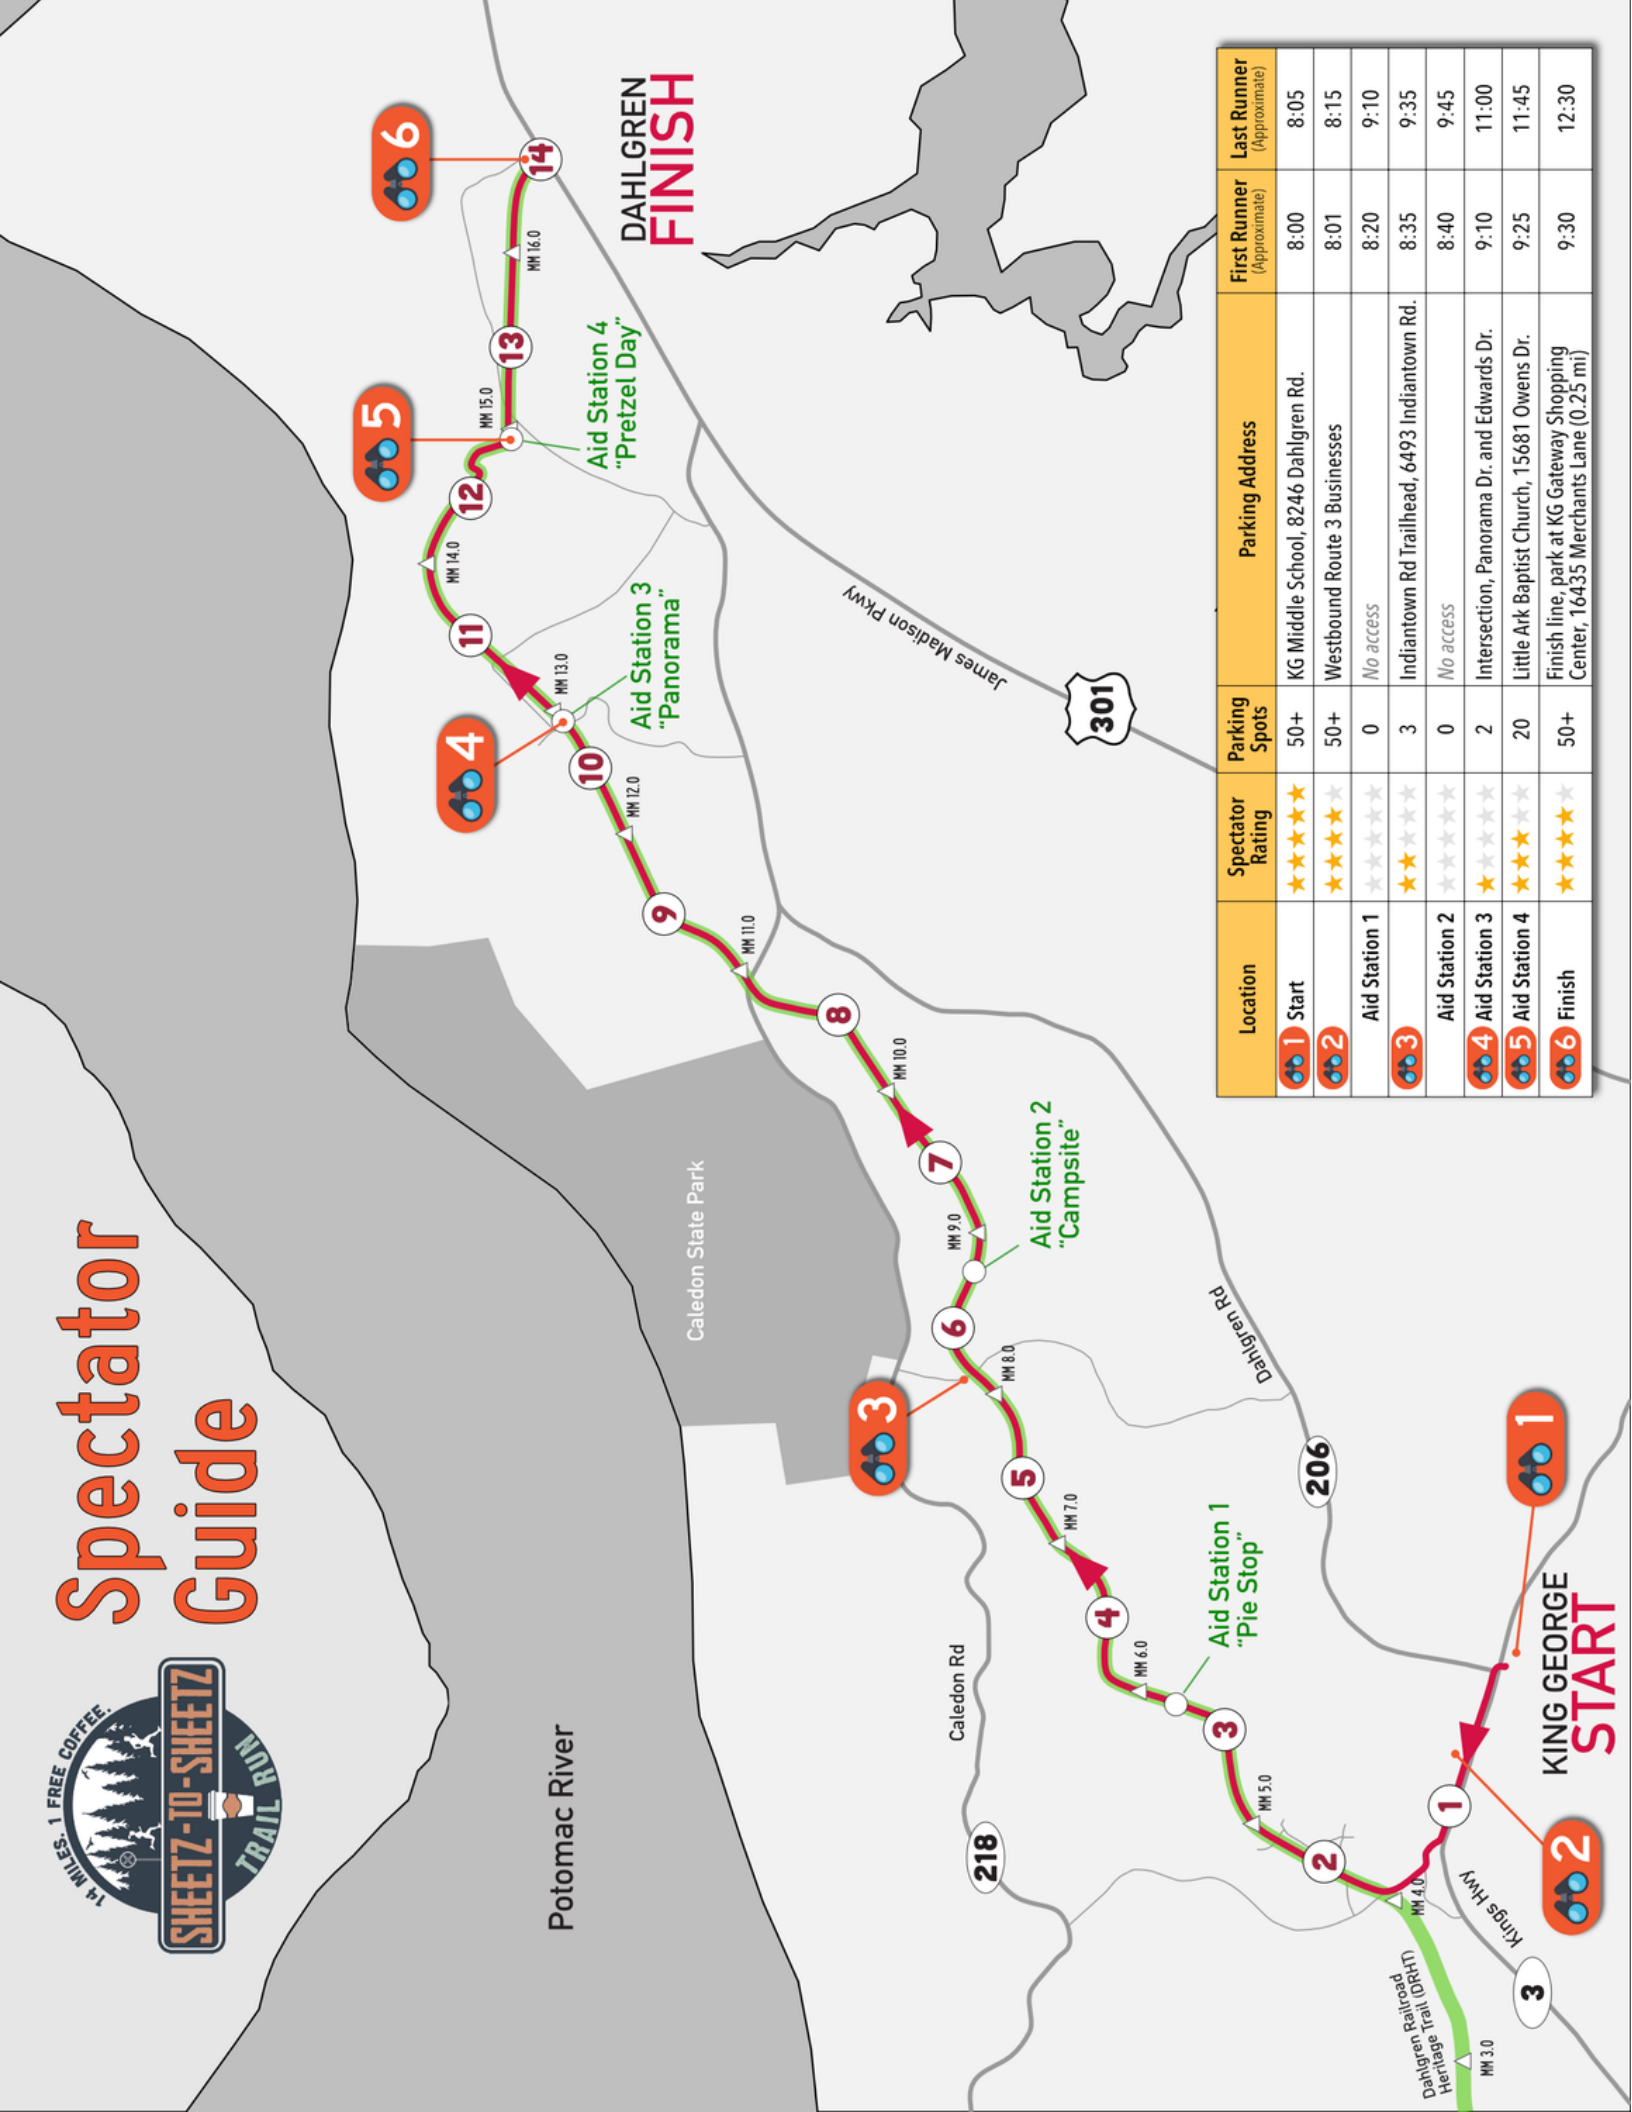 14 MILES. 1 FREE COFFEE.
SHEETZ-TO-SHEETZ
TRAIL RUN
Spectator
Guide
Potomac River
Caledon State Park
Caledon Rd
218
Dahlgren Railroad
Heritage Trail (DRHT)
MM 3.0
3
Kings Hwy
2
KING GEORGE
START
1
206
Dahlgren Rd
1
MM 4.0
2
MM 5.0
3
Aid Station 1
"Pie Stop"
MM 6.0
4
MM 7.0
5
3
MM 8.0
6
Aid Station 2
"Campsite"
MM 9.0
7
MM 10.0
8
MM 11.0
9
MM 12.0
10
4
Aid Station 3
"Panorama"
MM 13.0
11
MM 14.0
12
5
Aid Station 4
"Pretzel Day"
MM 15.0
13
MM 16.0
14
6
DAHLGREN
FINISH
James Madison Pkwy
301
Location Spectator Rating Parking Spots Parking Address First Runner (Approximate) Last Runner (Approximate)
1 Start 50+ KG Middle School, 8246 Dahlgren Rd. 8:00 8:05
2 50+ Westbound Route 3 Businesses 8:01 8:15
Aid Station 1 0 No access 8:20 9:10
3 3 Indiantown Rd Trailhead, 6493 Indiantown Rd. 8:35 9:35
Aid Station 2 0 No access 8:40 9:45
4 Aid Station 3 2 Intersection, Panorama Dr. and Edwards Dr. 9:10 11:00
5 Aid Station 4 20 Little Ark Baptist Church, 15681 Owens Dr. 9:25 11:45
6 Finish 50+ Finish line, park at KG Gateway Shopping Center, 16435 Merchants Lane (0.25 mi) 9:30 12:30